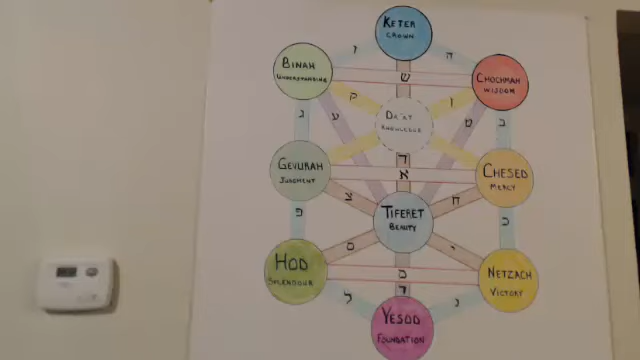 KETER
CROWN
ו
ה
BINAH
UNDERSTANDING
ש
CHOCHMAH
WISDOM
DA'AT
KNOWLEDGE
ק
ע
ט
ג
ב
ר
א
GEVURAH
JUDGMENT
CHESED
MERCY
צ
ח
TIFERET
BEAUTY
פ
כ
ס
י
HOD
SPLENDOUR
מ
NETZACH
VICTORY
ל
נ
YESOD
FOUNDATION